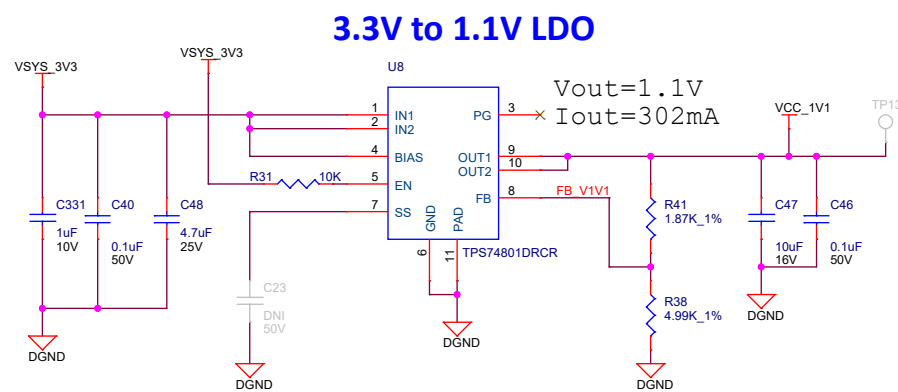 3.3V to 1.1V LDO
VSYS_3V3
VSYS_3V3
U8
Vout=1.1V
Iout=302mA
VCC_1V1
TP13
1
IN1
2
IN2
4
BIAS
5
EN
7
SS
PG
3
OUT1
9
OUT2
10
FB
8
FB_V1V1
GND
6
PAD
11
TPS74801DRCR
R31
10K
C331
1uF
10V
C40
0.1uF
50V
C48
4.7uF
25V
C23
DNI
50V
R41
1.87K_1%
R38
4.99K_1%
C47
10uF
16V
C46
0.1uF
50V
DGND
DGND
DGND
DGND
DGND